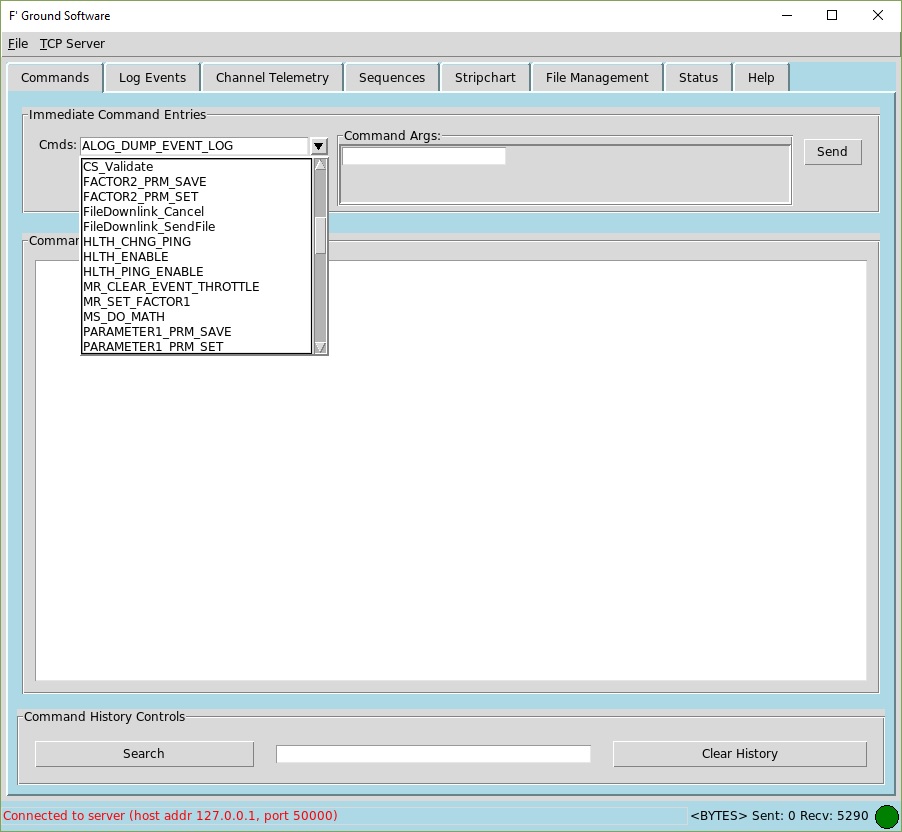 F' Ground Software
File TCP Server
Commands Log Events Channel Telemetry Sequences Stripchart File Management Status Help
Immediate Command Entries
Cmds: ALOG_DUMP_EVENT_LOG
Command Args:
Send
CS_Validate
FACTOR2_PRM_SAVE
FACTOR2_PRM_SET
FileDownlink_Cancel
FileDownlink_SendFile
HLTH_CHNG_PING
HLTH_ENABLE
HLTH_PING_ENABLE
MR_CLEAR_EVENT_THROTTLE
MR_SET_FACTOR1
MS_DO_MATH
PARAMETER1_PRM_SAVE
PARAMETER1_PRM_SET
Command History Controls
Search Clear History
Connected to server (host addr 127.0.0.1, port 50000) <BYTES> Sent: 0 Recv: 5290